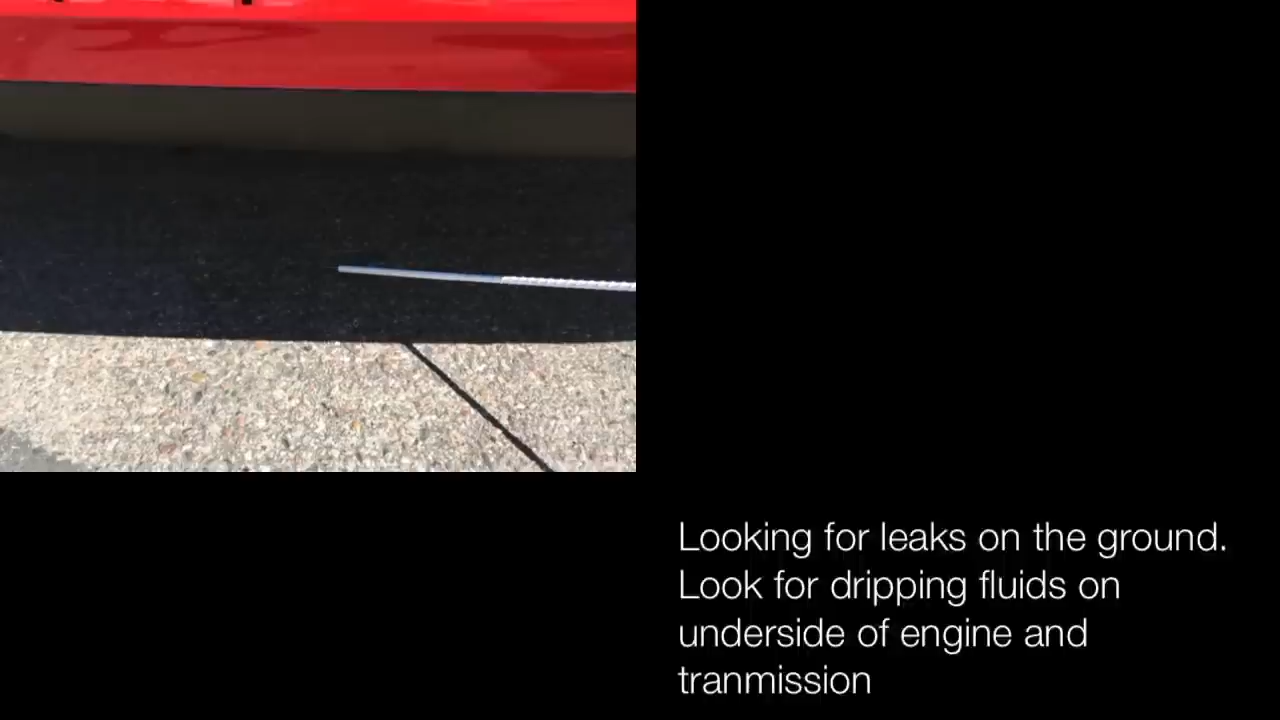 Looking for leaks on the ground.
Look for dripping fluids on
underside of engine and
tranmission